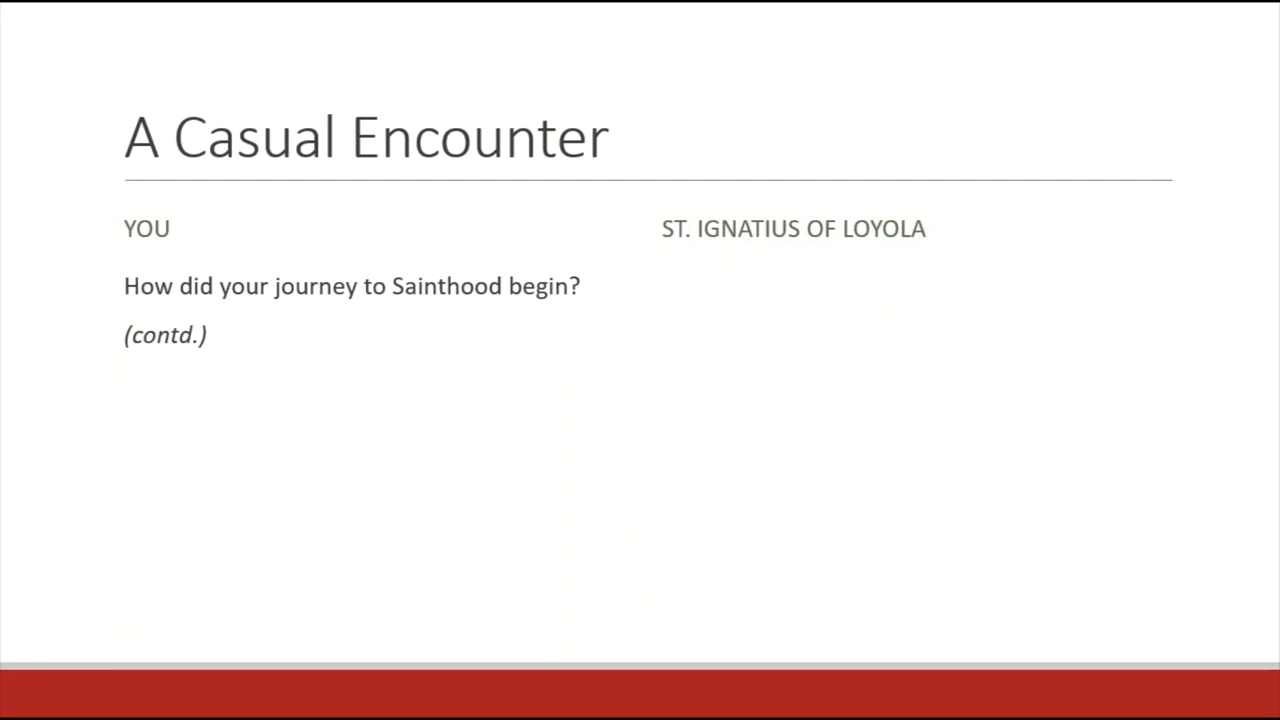 A Casual Encounter
YOU
How did your journey to Sainthood begin?
(contd.)
ST. IGNATIUS OF LOYOLA